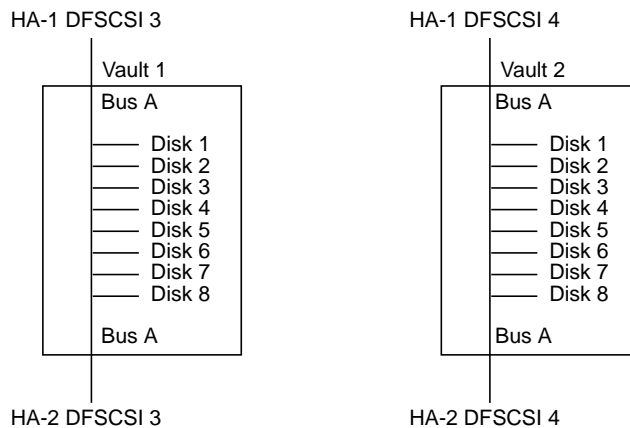 HA-1 DFSCSI 3
Vault 1
Bus A
Disk 1
Disk 2
Disk 3
Disk 4
Disk 5
Disk 6
Disk 7
Disk 8
Bus A
HA-2 DFSCSI 3
HA-1 DFSCSI 4
Vault 2
Bus A
Disk 1
Disk 2
Disk 3
Disk 4
Disk 5
Disk 6
Disk 7
Disk 8
Bus A
HA-2 DFSCSI 4